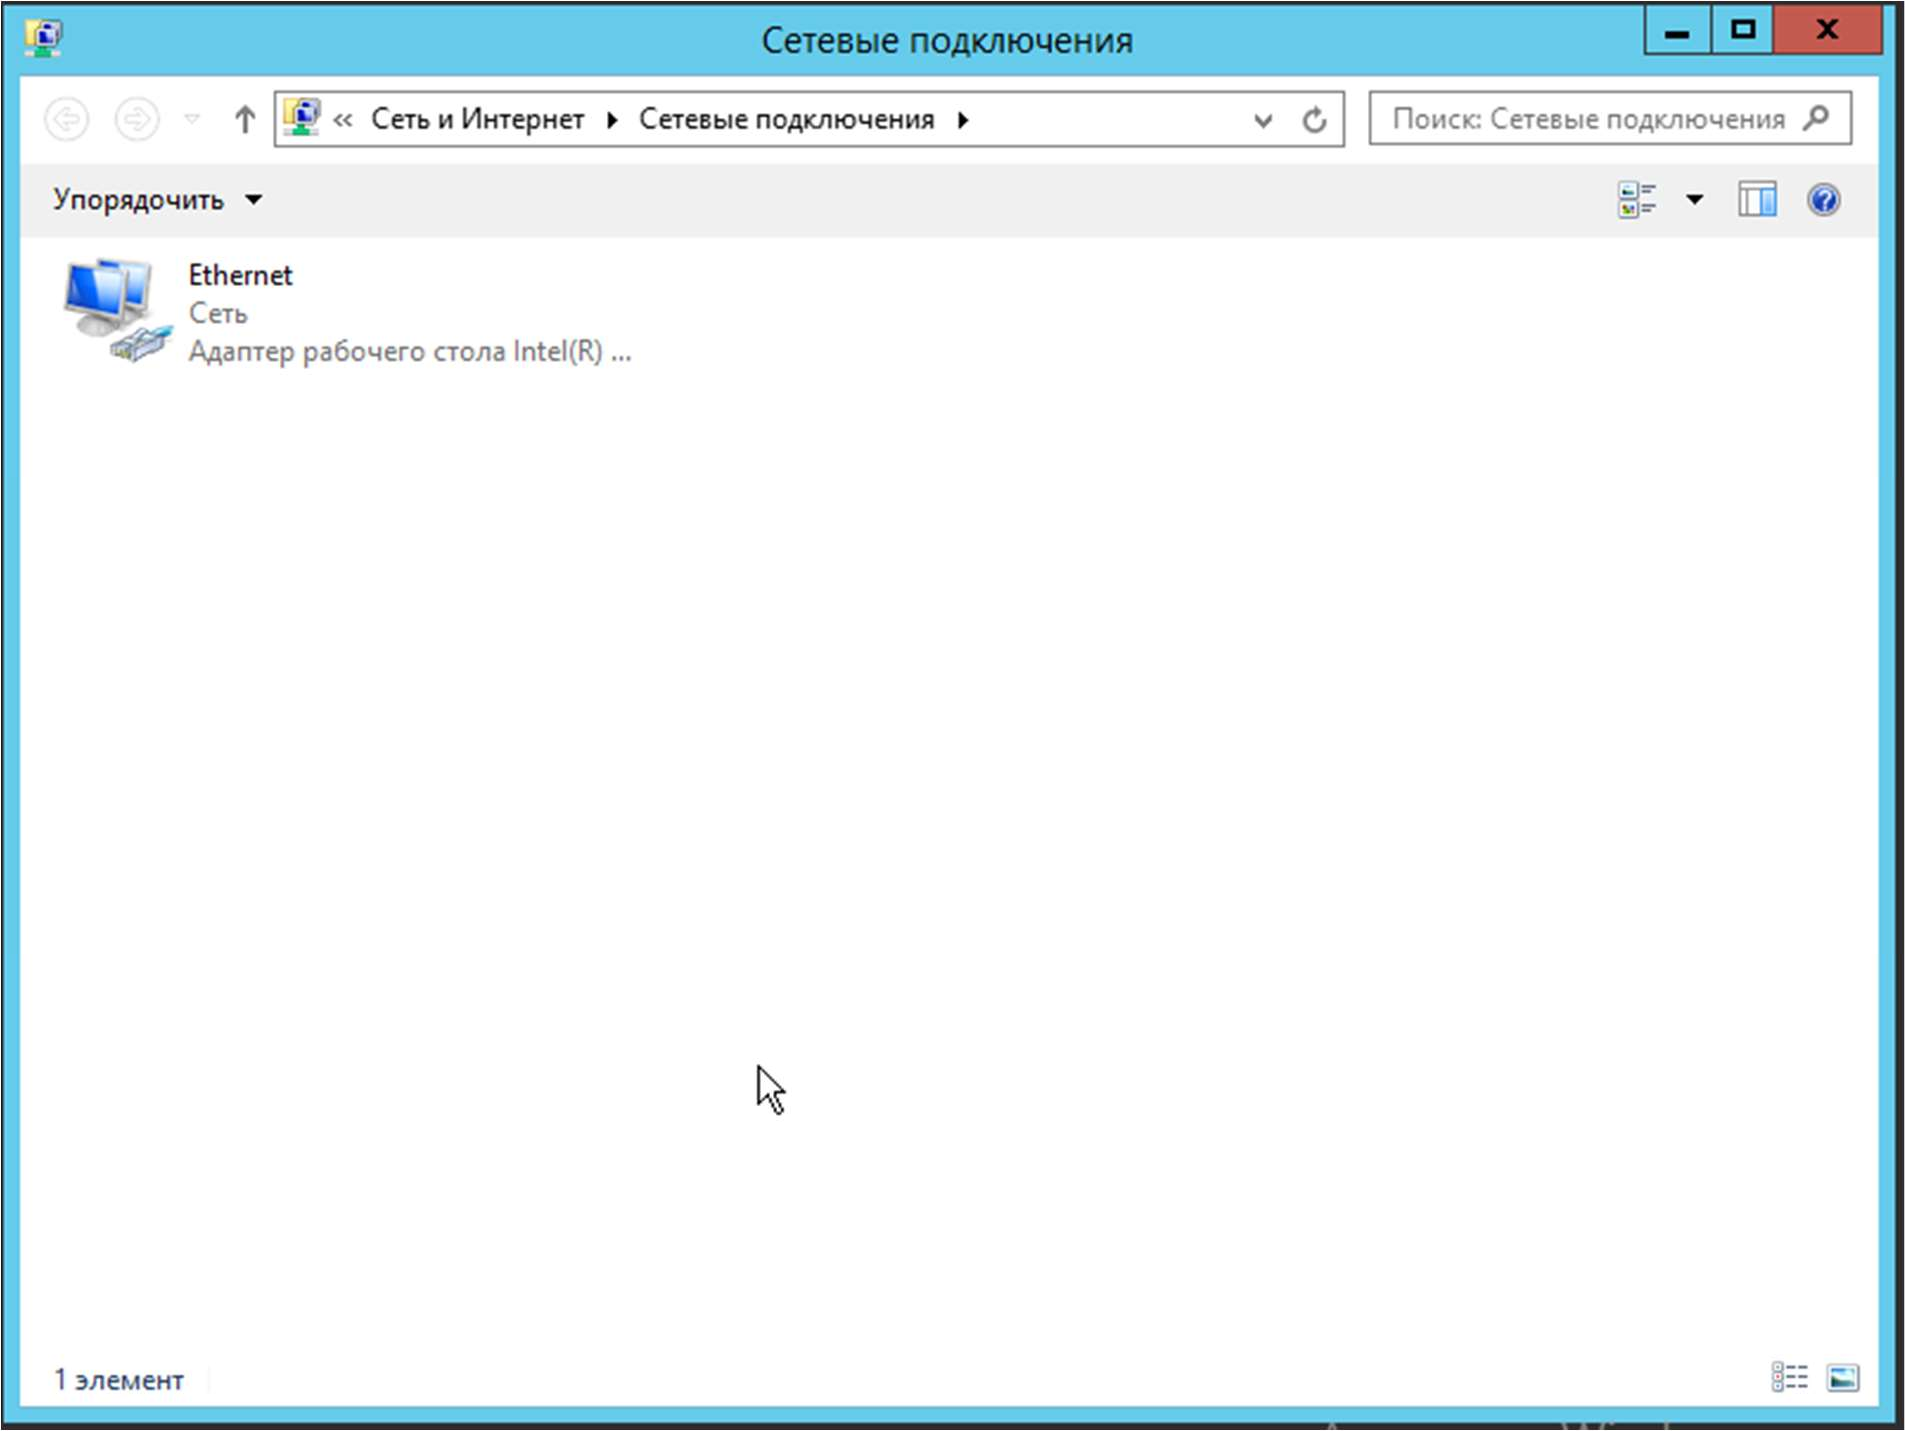 Сетевые подключения
« Сеть и Интернет Сетевые подключения
Поиск: Сетевые подключения
Упорядочить
Ethernet
Сеть
Адаптер рабочего стола Intel(R) ...
1 элемент